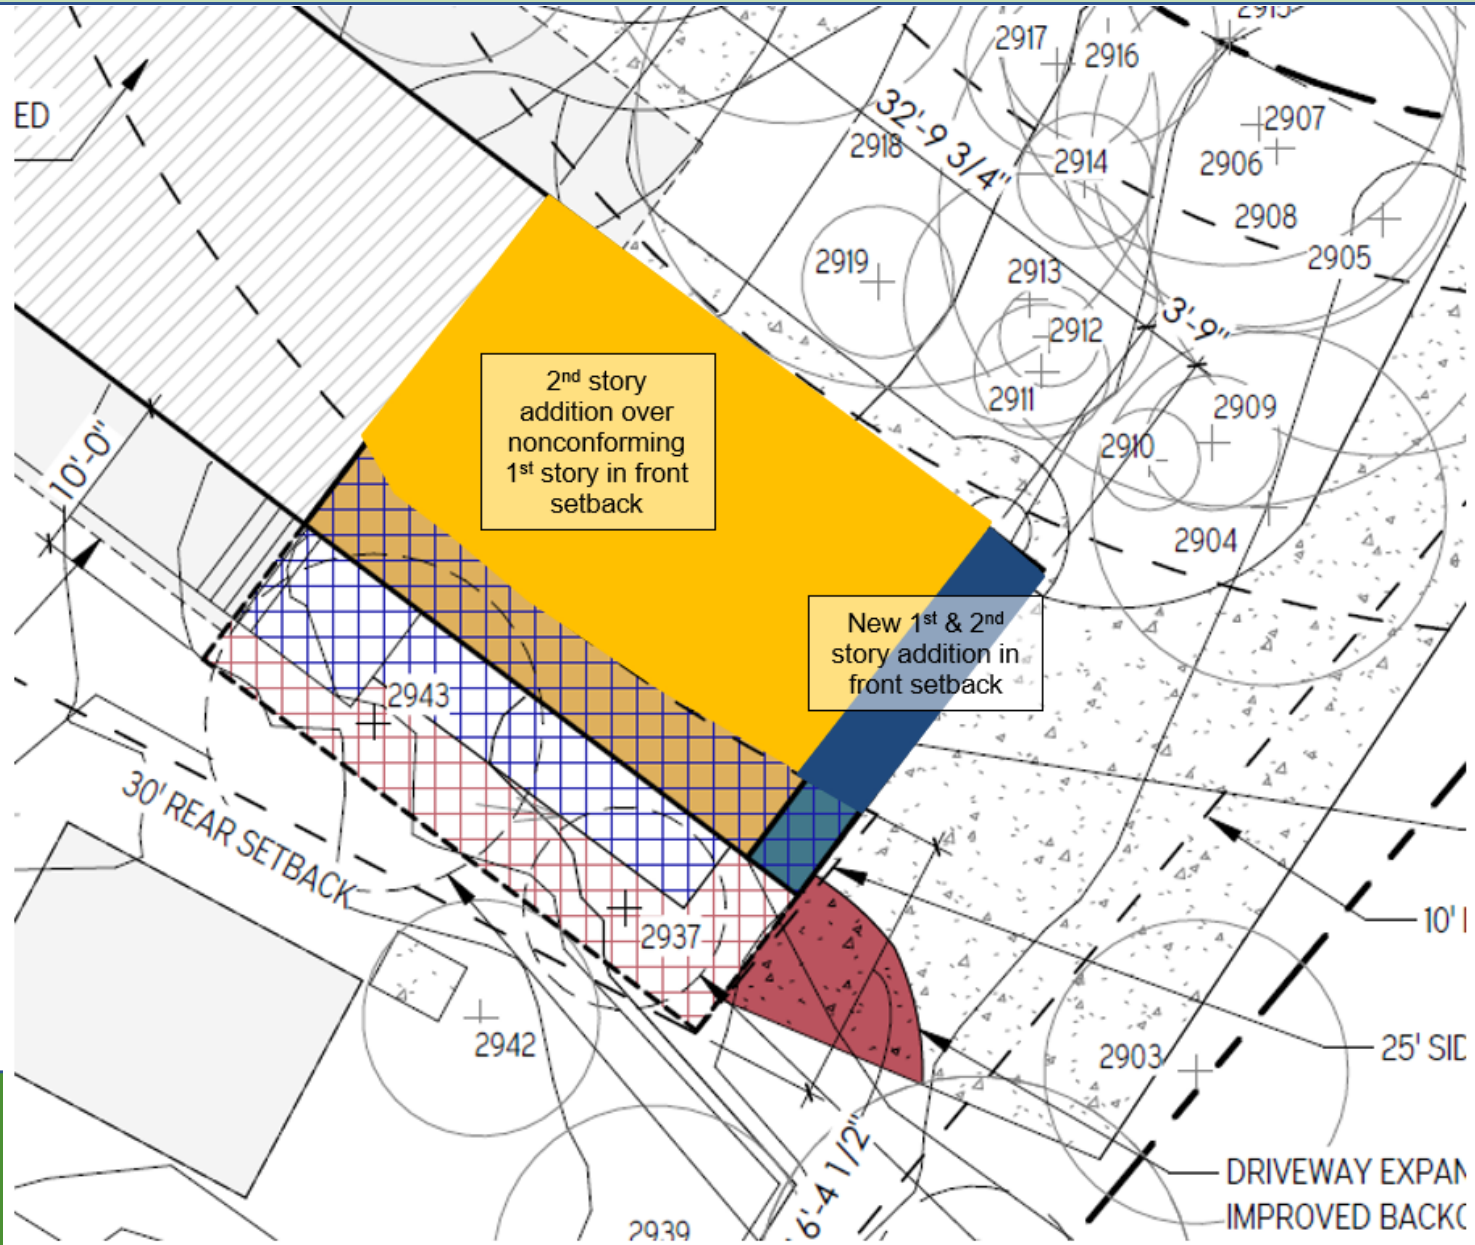 2915
2917
2916
ED
2907
32'-9 3/4"
2918
2914
2906
2908
2905
2919
2913
3'-9"
2912
2nd story
addition over
nonconforming
1st story in front
setback
2911
2909
2910
10'-0"
2904
New 1st & 2nd
story addition in
front setback
2943
30' REAR SETBACK
10'
2937
2942
25' SID
2903
6'-4 1/2"
DRIVEWAY EXPAN
IMPROVED BACK
2939